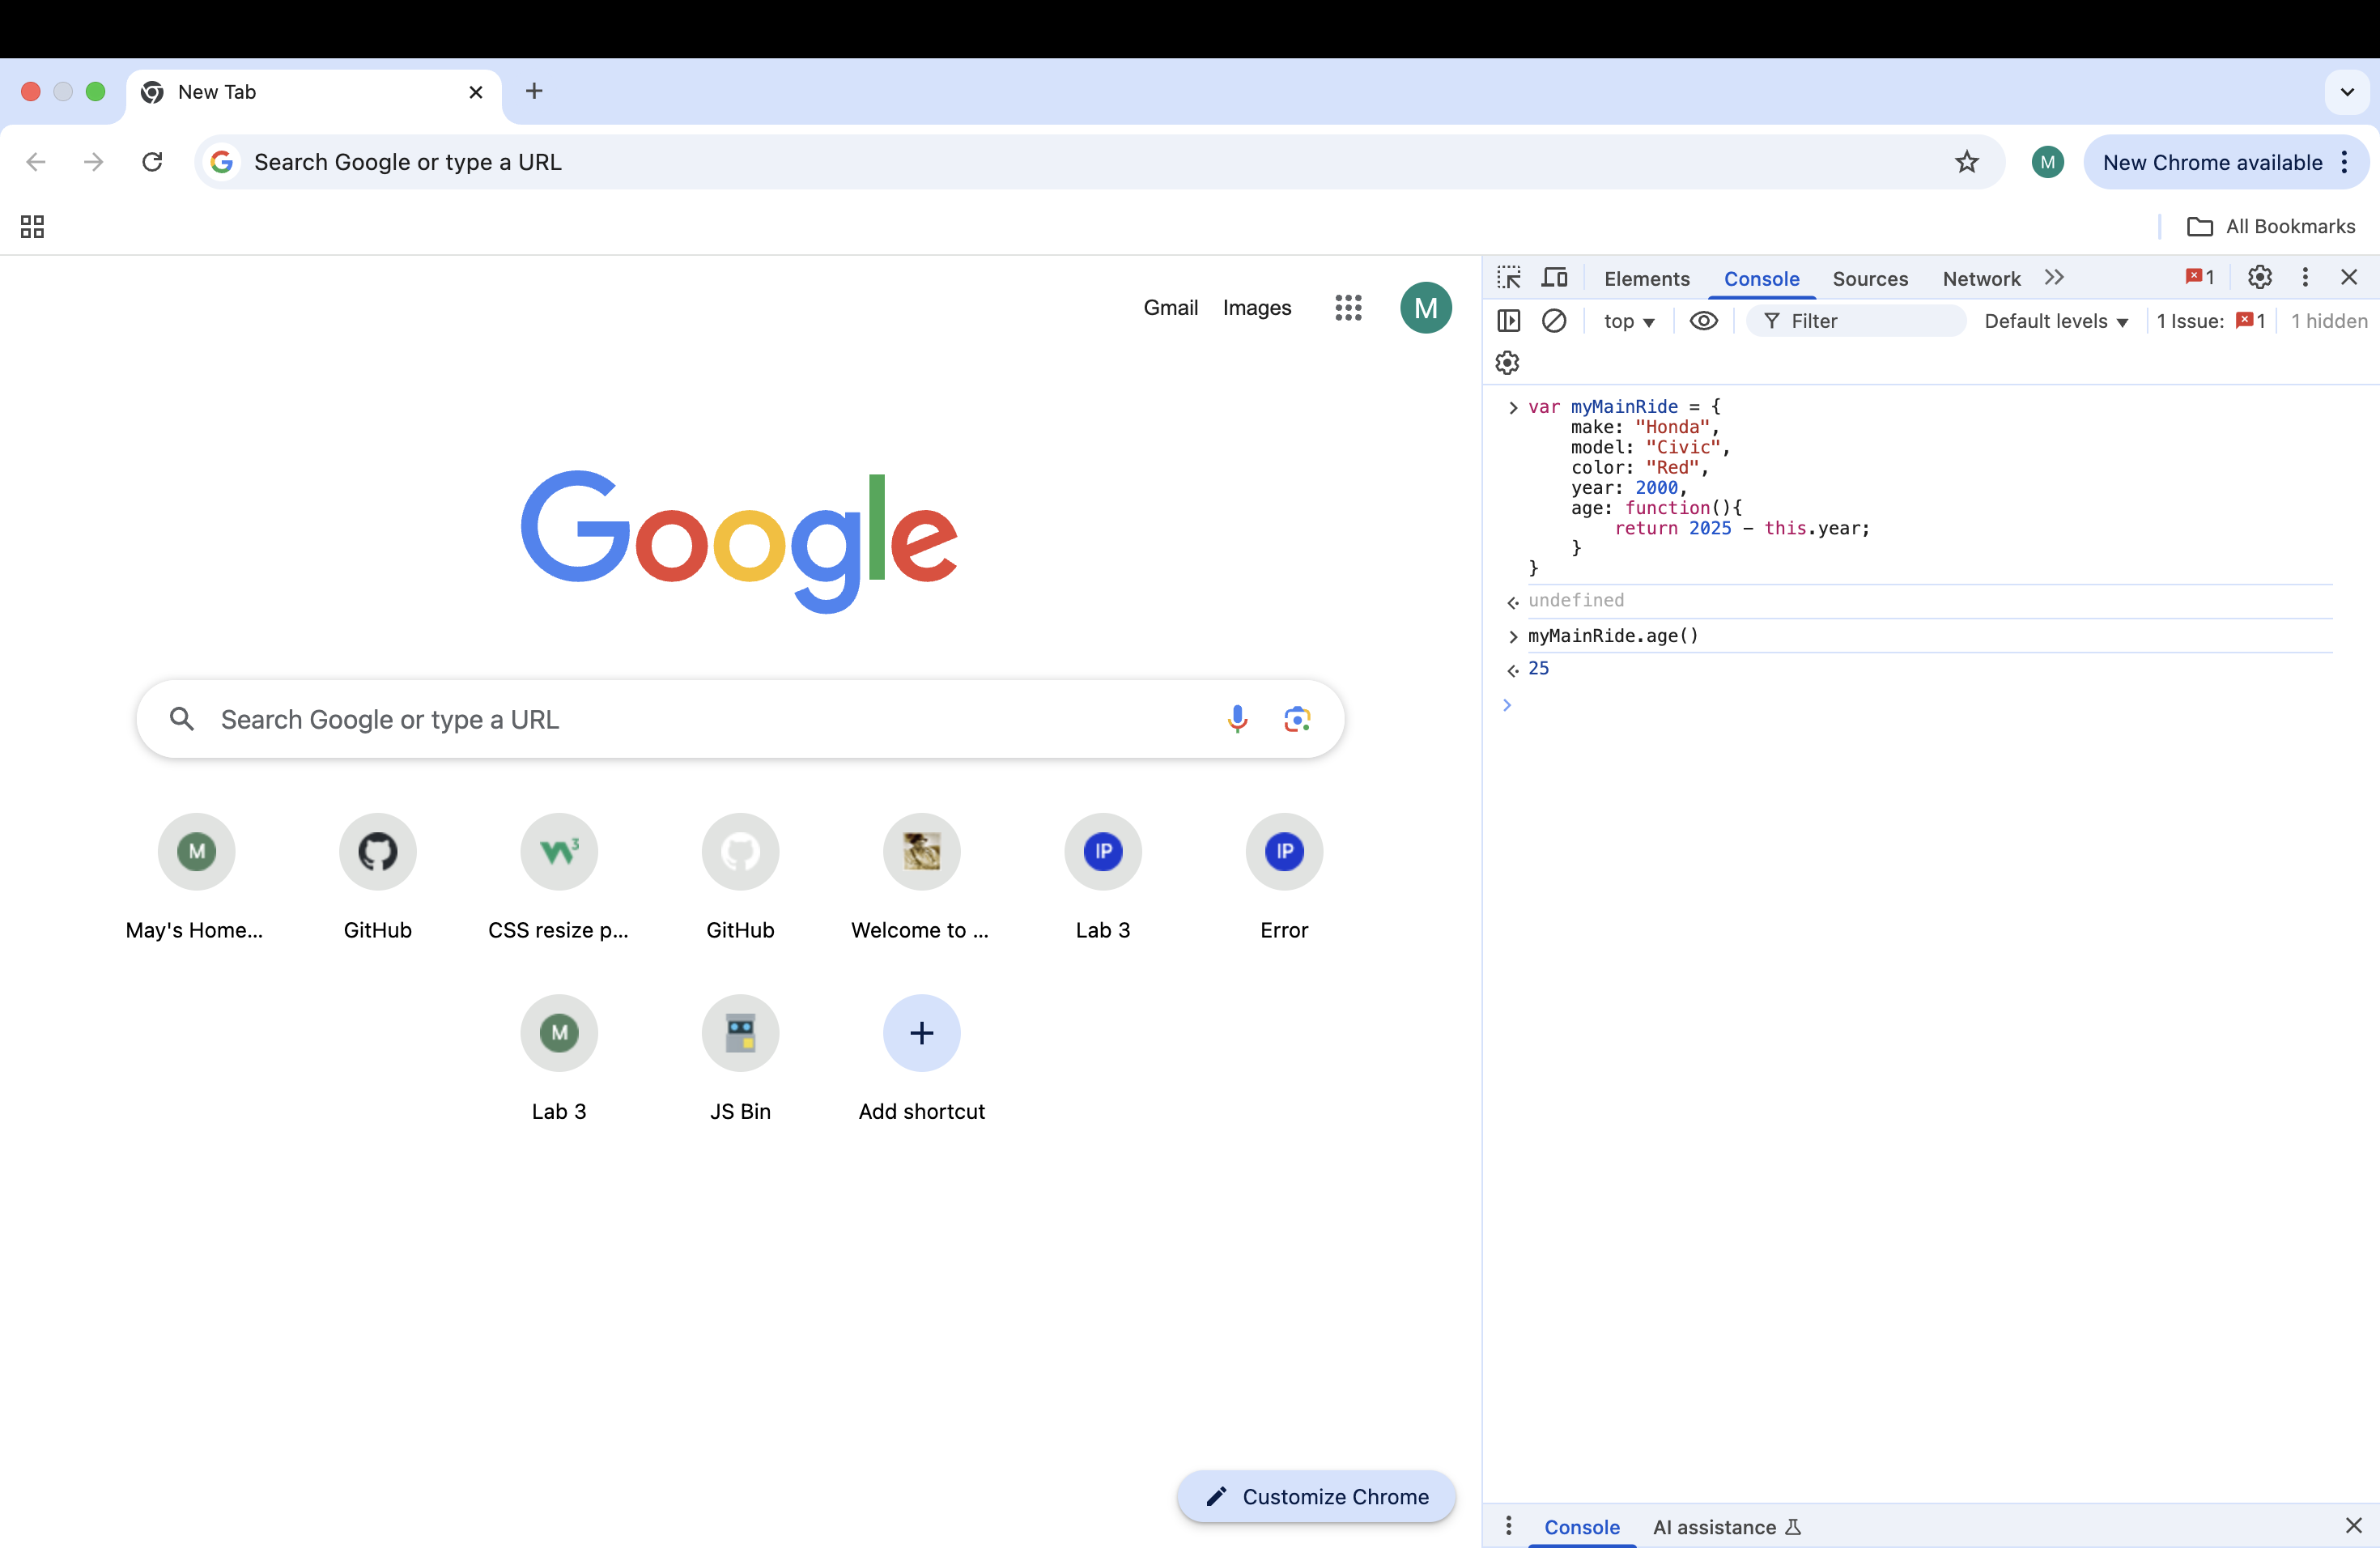 New Tab
Search Google or type a URL
M
New Chrome available
All Bookmarks
Gmail
Images
M
Google
Search Google or type a URL
M
W3
IP
IP
May's Home...
GitHub
CSS resize p...
GitHub
Welcome to ...
Lab 3
Error
M
Lab 3
JS Bin
Add shortcut
Customize Chrome
Elements
Console
Sources
Network
1
top
Filter
Default levels
1 Issue:
1
1 hidden
var myMainRide = {
    make: "Honda",
    model: "Civic",
    color: "Red",
    year: 2000,
    age: function(){
        return 2025 - this.year;
    }
}
undefined
myMainRide.age()
25
Console
AI assistance